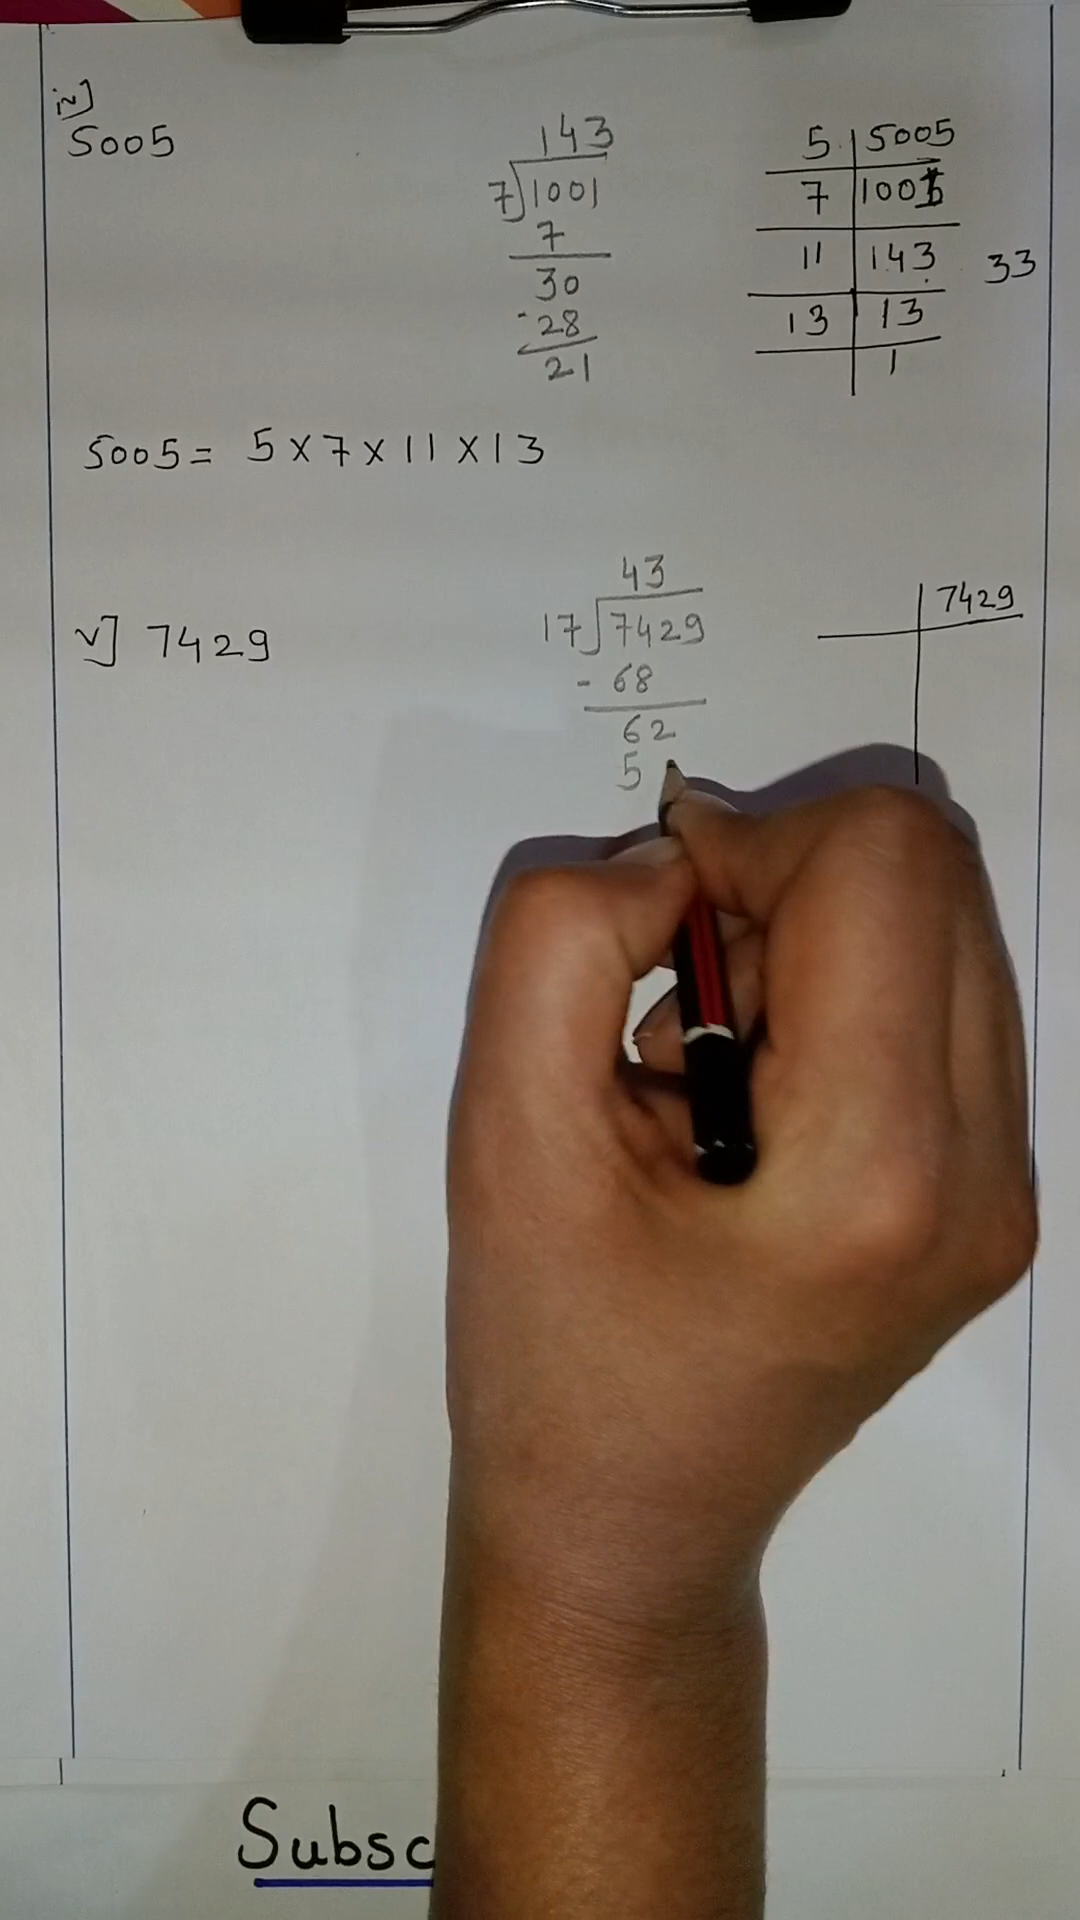 iv]
5005
143
7)1001
7
30
- 28
21
5 | 5005
7 | 1001
11 | 143 33
13 | 13
1
5005 = 5 × 7 × 11 × 13
v] 7429
43
17)7429
- 68
62
5
7429
Subsc